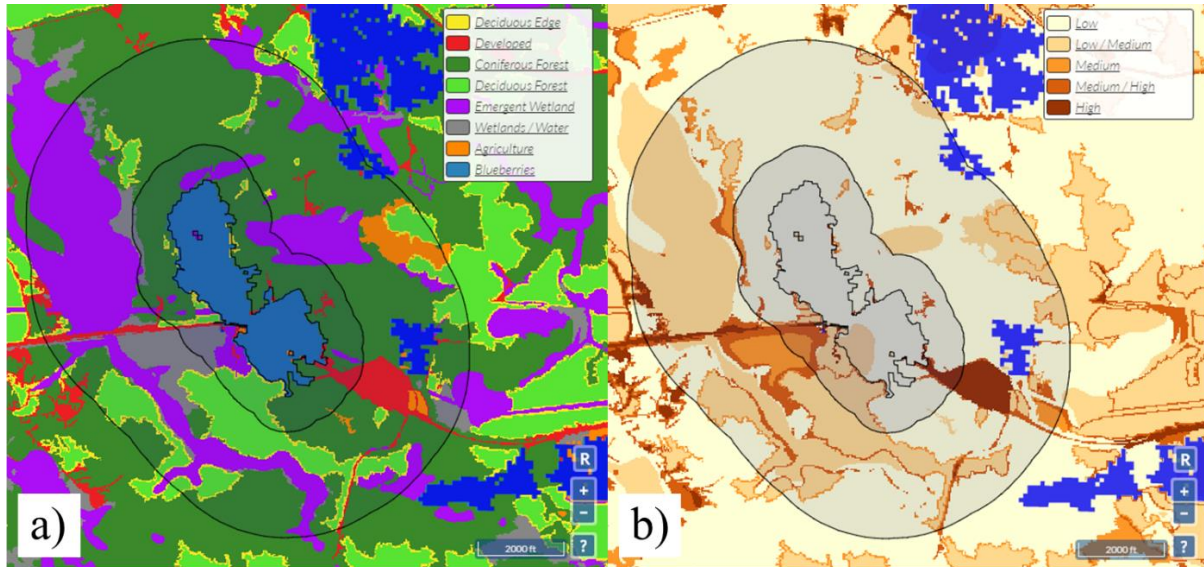 Deciduous Edge
Developed
Coniferous Forest
Deciduous Forest
Emergent Wetland
Wetlands / Water
Agriculture
Blueberries
R
+
−
?
2000 ft
a)
Low
Low / Medium
Medium
Medium / High
High
R
+
−
?
2000 ft
b)